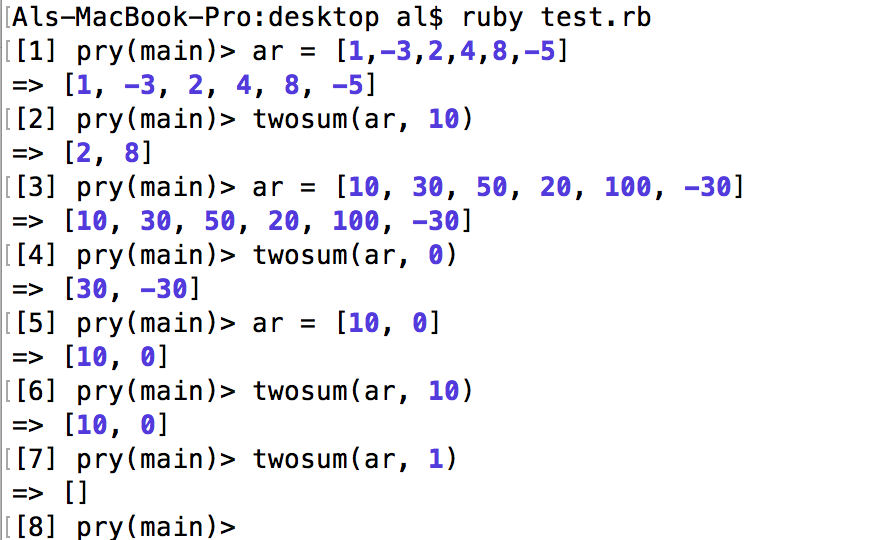 [Als-MacBook-Pro:desktop al$ ruby test.rb
[[1] pry(main)> ar = [1,-3,2,4,8,-5]
=> [1, -3, 2, 4, 8, -5]
[[2] pry(main)> twosum(ar, 10)
=> [2, 8]
[[3] pry(main)> ar = [10, 30, 50, 20, 100, -30]
=> [10, 30, 50, 20, 100, -30]
[[4] pry(main)> twosum(ar, 0)
=> [30, -30]
[[5] pry(main)> ar = [10, 0]
=> [10, 0]
[[6] pry(main)> twosum(ar, 10)
=> [10, 0]
[[7] pry(main)> twosum(ar, 1)
=> []
[[8] pry(main)>